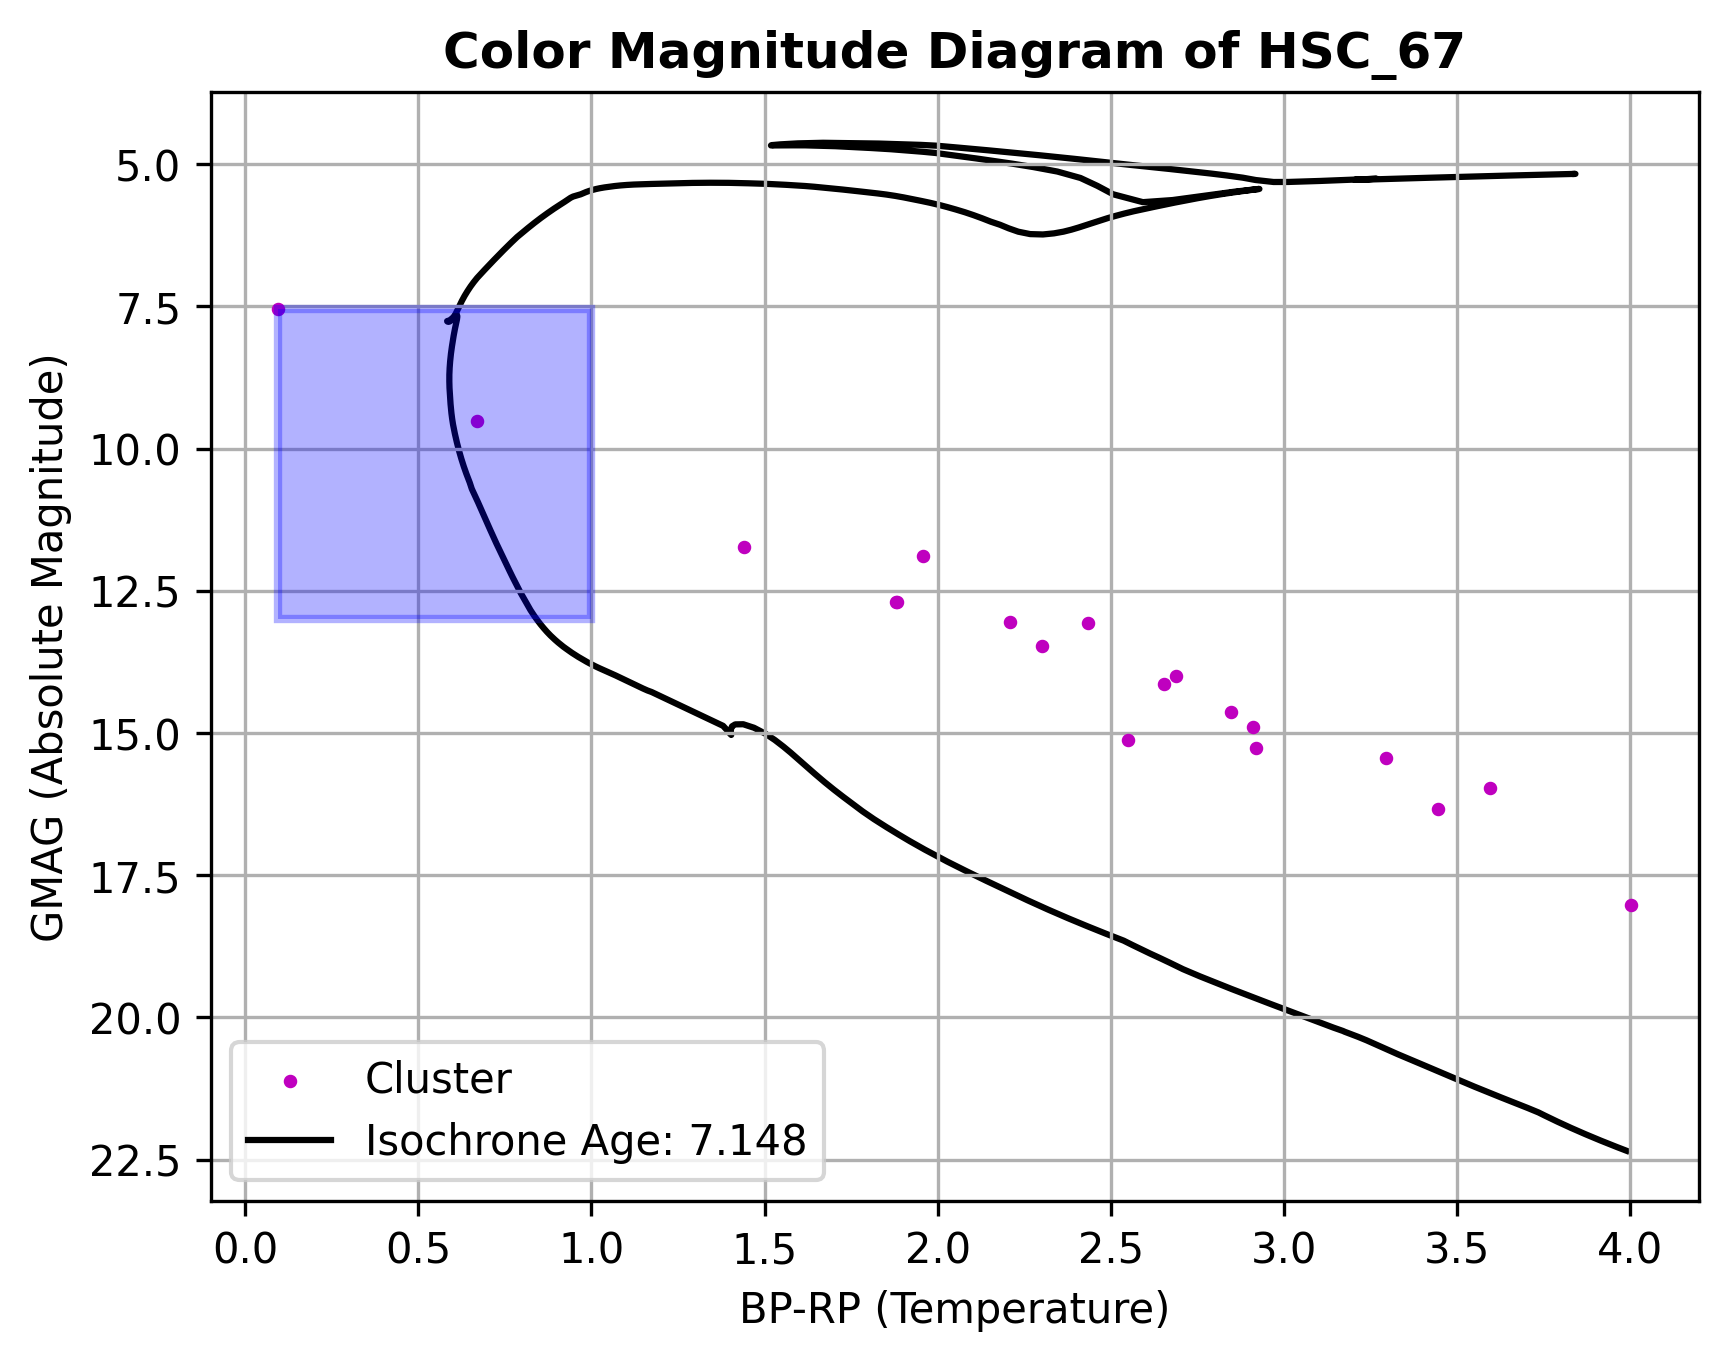 Color Magnitude Diagram of HSC_67
GMAG (Absolute Magnitude)
5.0
7.5
10.0
12.5
15.0
17.5
20.0
22.5
Cluster
Isochrone Age: 7.148
0.0 0.5 1.0 1.5 2.0 2.5 3.0 3.5 4.0
BP-RP (Temperature)